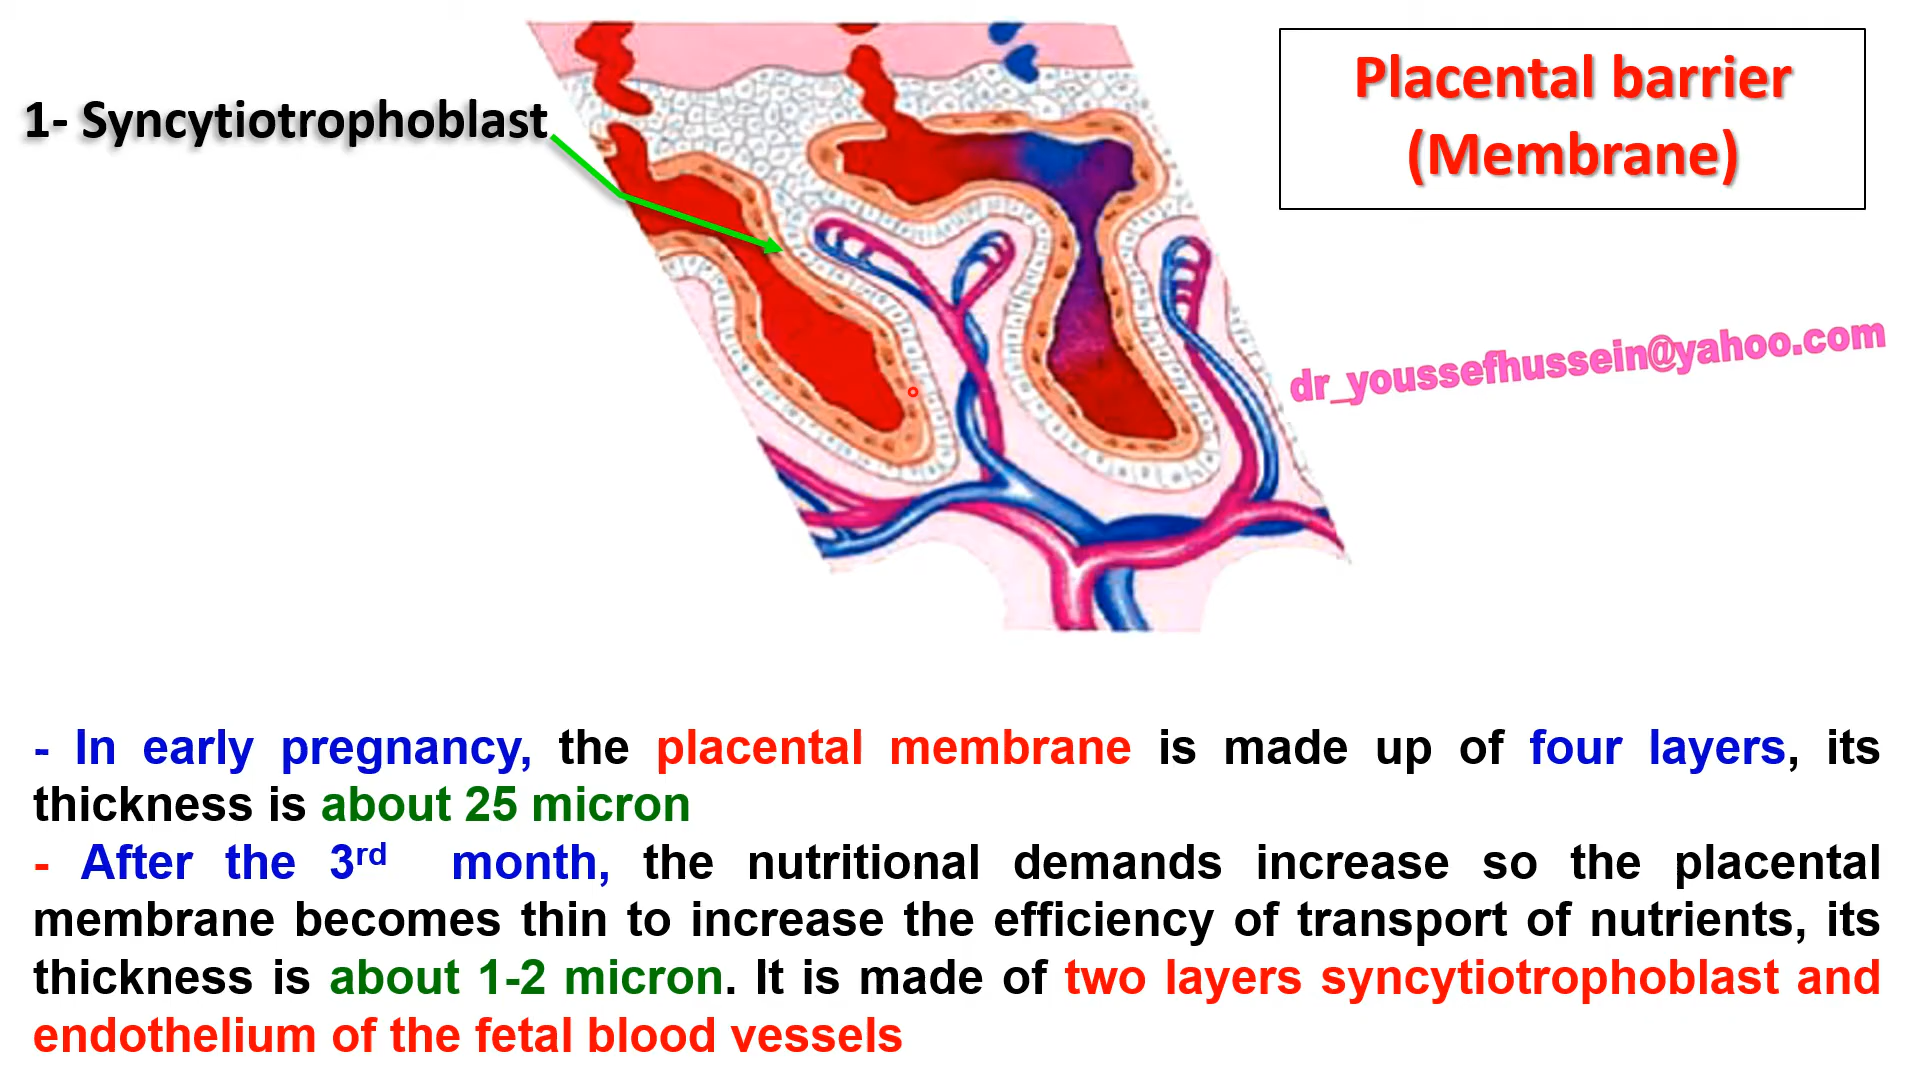 Placental barrier
(Membrane)
1- Syncytiotrophoblast
dr_youssefhussein@yahoo.com
- In early pregnancy, the placental membrane is made up of four layers, its
thickness is about 25 micron
- After the 3rd month, the nutritional demands increase so the placental
membrane becomes thin to increase the efficiency of transport of nutrients, its
thickness is about 1-2 micron. It is made of two layers syncytiotrophoblast and
endothelium of the fetal blood vessels